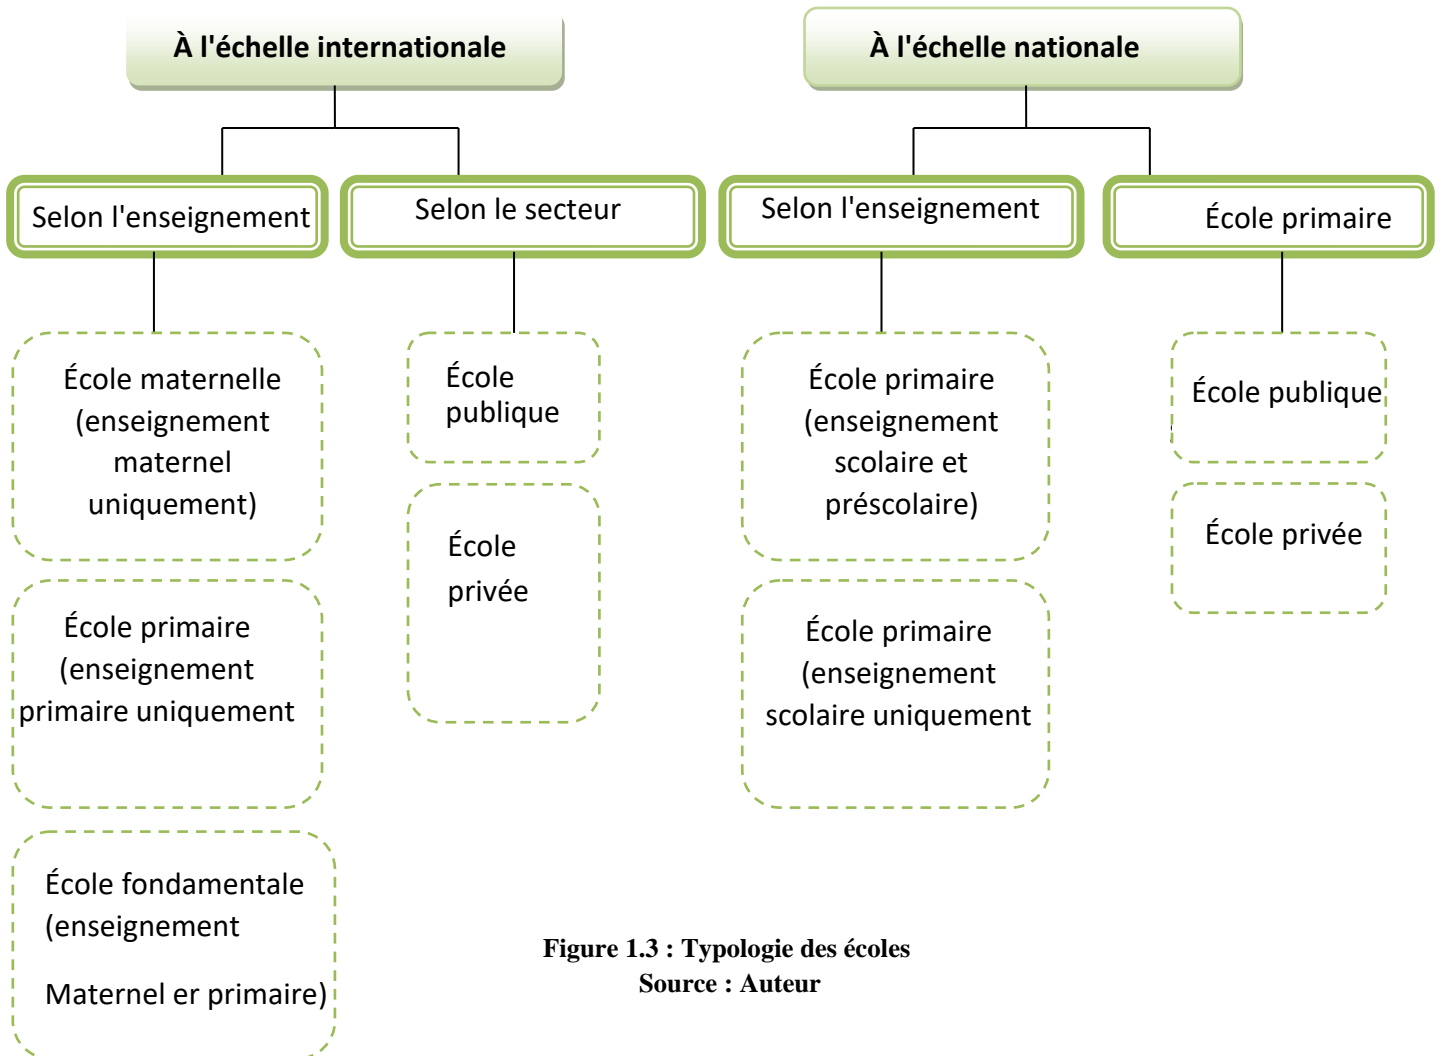 À l'échelle internationale
À l'échelle nationale
Selon l'enseignement
Selon le secteur
Selon l'enseignement
École primaire
École maternelle
(enseignement
maternel
uniquement)
École primaire
(enseignement
primaire uniquement
École fondamentale
(enseignement
Maternel er primaire)
École
publique
École
privée
École primaire
(enseignement
scolaire et
préscolaire)
École primaire
(enseignement
scolaire uniquement
École publique
École privée
Figure 1.3 : Typologie des écoles
Source : Auteur